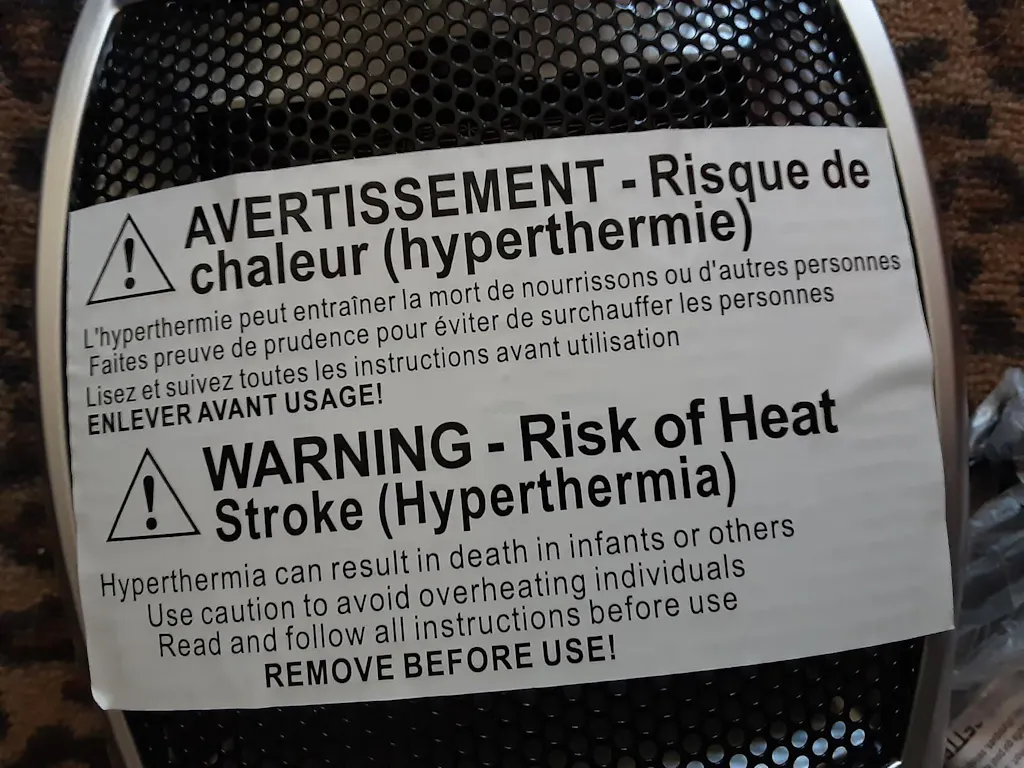 AVERTISSEMENT - Risque de
chaleur (hyperthermie)
L'hyperthermie peut entraîner la mort de nourrissons ou d'autres personnes
Faites preuve de prudence pour éviter de surchauffer les personnes
Lisez et suivez toutes les instructions avant utilisation
ENLEVER AVANT USAGE!
WARNING - Risk of Heat
Stroke (Hyperthermia)
Hyperthermia can result in death in infants or others
Use caution to avoid overheating individuals
Read and follow all instructions before use
REMOVE BEFORE USE!